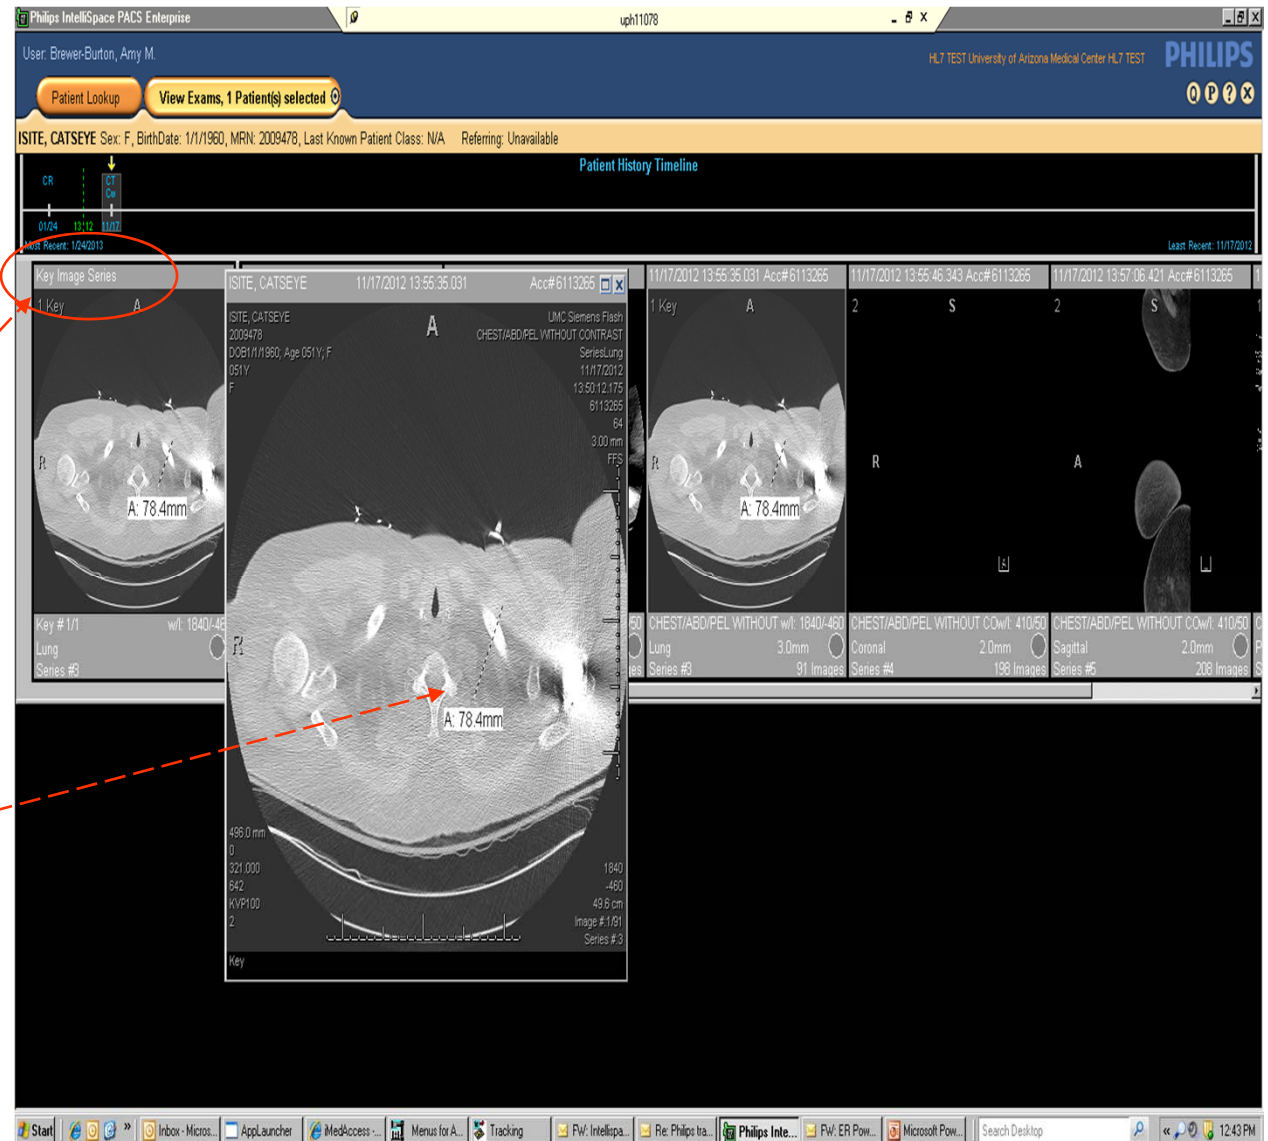 Philips IntelliSpace PACS Enterprise
uph11078
User: Brewer-Burton, Amy M.
HL7 TEST University of Arizona Medical Center HL7 TEST
PHILIPS
Patient Lookup
View Exams, 1 Patient(s) selected
Q P ? X
ISITE, CATSEYE Sex: F, BirthDate: 1/1/1960, MRN: 2009478, Last Known Patient Class: N/A Referring: Unavailable
Patient History Timeline
CR
CT
Cw
01/24
13|12
11/17
Most Recent: 1/24/2013
Least Recent: 11/17/2012
Key Image Series
1 Key
A
R
A: 78.4mm
Key # 1/1
w/l: 1840/-46
Lung
Series #3
ISITE, CATSEYE 11/17/2012 13:55:35.031 Acc# 6113265
ISITE, CATSEYE
2009478
DOB1/1/1960; Age 051Y; F
051Y
F
A
UMC Siemens Flash
CHEST/ABD/PEL WITHOUT CONTRAST
SeriesLung
11/17/2012
13:50:12.175
6113265
64
3.00 mm
FFS
R
A: 78.4mm
496.0 mm
0
321.000
642
KVP100
2
1840
-460
49.6 cm
Image #:1/91
Series #:3
Key
11/17/2012 13:55:35.031 Acc# 6113265
1 Key
A
R
A: 78.4mm
CHEST/ABD/PEL WITHOUT w/l: 1840/-460
Lung 3.0mm
Series #3 91 Images
11/17/2012 13:55:46.343 Acc# 6113265
2
S
R
A
CHEST/ABD/PEL WITHOUT COw/l: 410/50
Coronal 2.0mm
Series #4 198 Images
11/17/2012 13:57:06.421 Acc# 6113265
2
S
A
CHEST/ABD/PEL WITHOUT COw/l: 410/50
Sagittal 2.0mm
Series #5 208 Images
Start
Inbox - Micros...
AppLauncher
iMedAccess -...
Menus for A...
Tracking
FW: Intellispa...
Re: Philips tra...
Philips Inte...
FW: ER Pow...
Microsoft Pow...
Search Desktop
12:43 PM